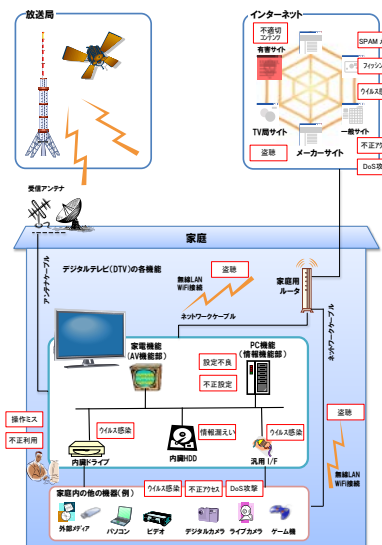 放送局
インターネット
不適切
コンテンツ
有害サイト
SPAMメ
フィッシン
ウイルス感
TV局サイト
一般サイト
盗聴
メーカーサイト
不正アク
DoS攻
受信アンテナ
家庭
アンテナケーブル
デジタルテレビ(DTV)の各機能
盗聴
無線LAN
WiFi接続
家庭用
ルータ
ネットワークケーブル
ネットワークケーブル
家電機能
(AV機能部)
PC機能
(情報機能部)
設定不良
不正設定
操作ミス
不正利用
ウイルス感染
情報漏えい
ウイルス感染
盗聴
内臓ドライブ
内臓HDD
汎用I/F
無線LAN
WiFi接続
家庭内の他の機器(例)
ウイルス感染
不正アクセス
DoS攻撃
外部メディア
パソコン
ビデオ
デジタルカメラ
ライブカメラ
ゲーム機